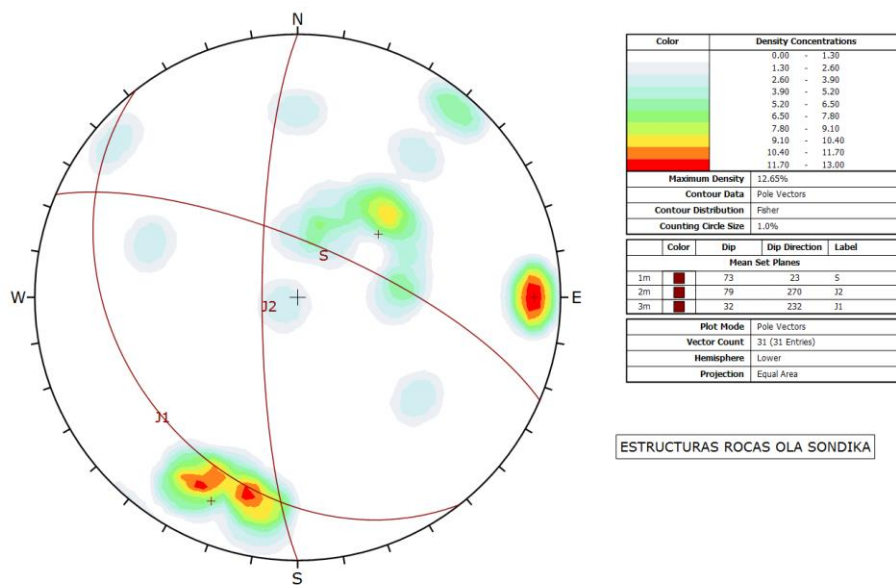 N
W
E
S
S
J2
J1
Color Density Concentrations
0.00 - 1.30
1.30 - 2.60
2.60 - 3.90
3.90 - 5.20
5.20 - 6.50
6.50 - 7.80
7.80 - 9.10
9.10 - 10.40
10.40 - 11.70
11.70 - 13.00
Maximum Density 12.65%
Contour Data Pole Vectors
Contour Distribution Fisher
Counting Circle Size 1.0%
Color Dip Dip Direction Label
Mean Set Planes
1m 73 23 S
2m 79 270 J2
3m 32 232 J1
Plot Mode Pole Vectors
Vector Count 31 (31 Entries)
Hemisphere Lower
Projection Equal Area
ESTRUCTURAS ROCAS OLA SONDIKA